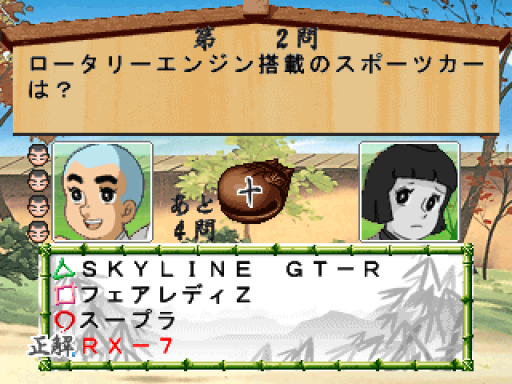 第 2問
ロータリーエンジン搭載のスポーツカー
は？
十
あと
4問
SKYLINE GT－R
フェアレディZ
スープラ
正解 RX－7